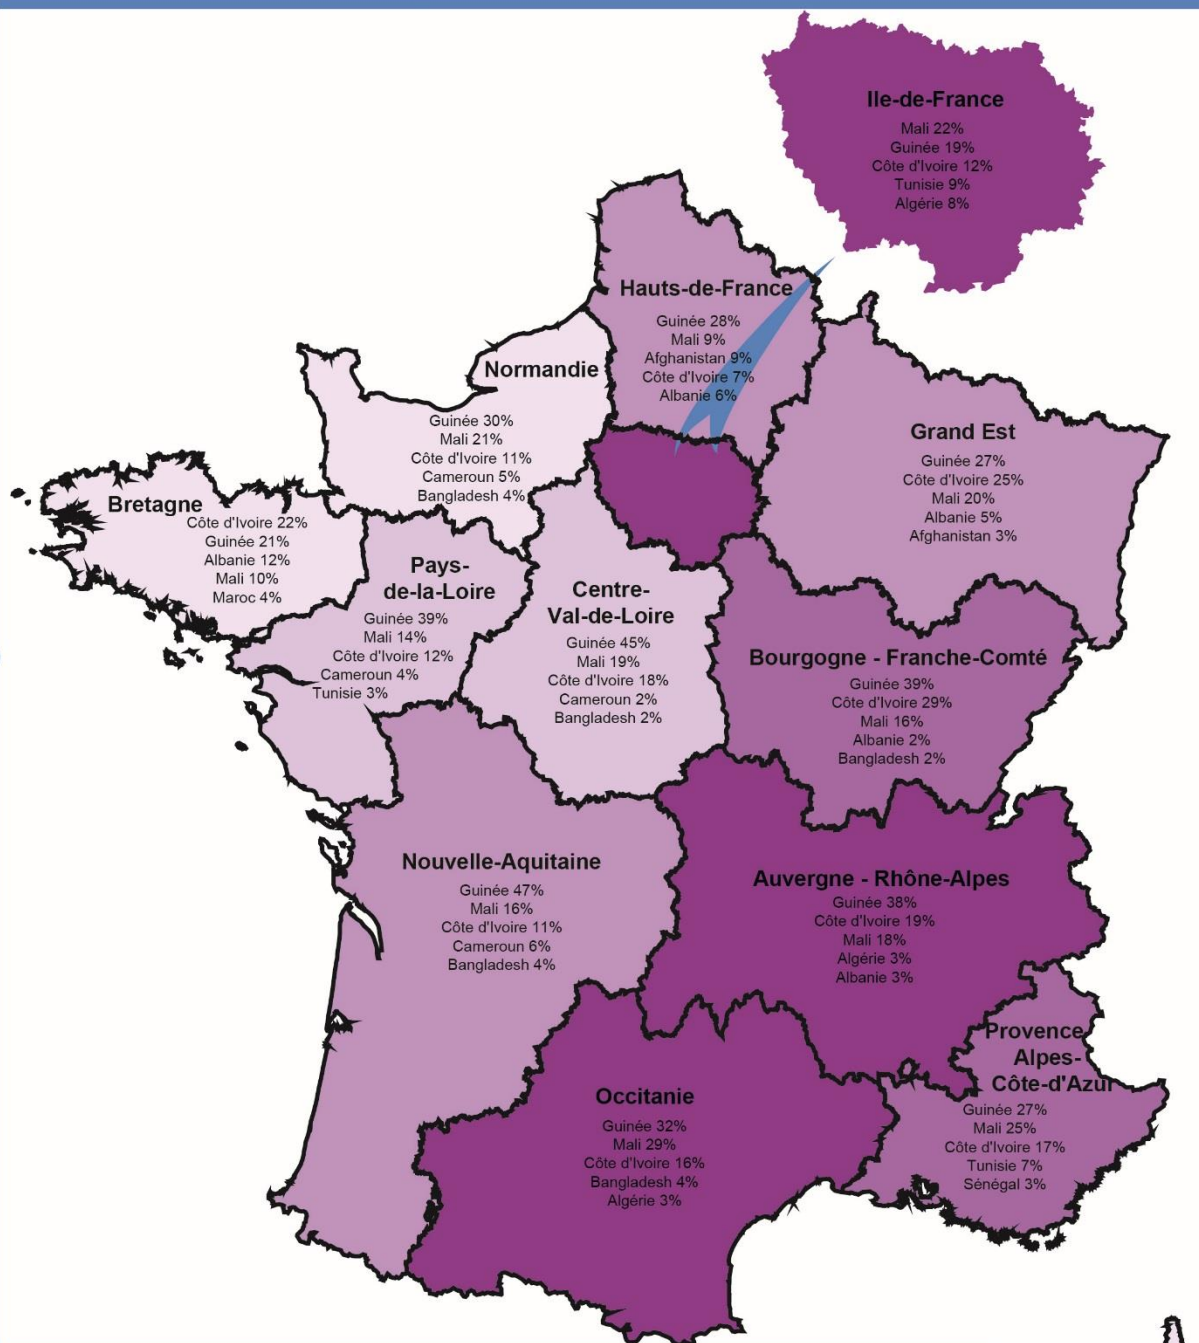 Ile-de-France
Mali 22%
Guinée 19%
Côte d'Ivoire 12%
Tunisie 9%
Algérie 8%
Hauts-de-France
Guinée 28%
Mali 9%
Afghanistan 9%
Côte d'Ivoire 7%
Albanie 6%
Normandie
Guinée 30%
Mali 21%
Côte d'Ivoire 11%
Cameroun 5%
Bangladesh 4%
Grand Est
Guinée 27%
Côte d'Ivoire 25%
Mali 20%
Albanie 5%
Afghanistan 3%
Bretagne
Côte d'Ivoire 22%
Guinée 21%
Albanie 12%
Mali 10%
Maroc 4%
Pays-
de-la-Loire
Guinée 39%
Mali 14%
Côte d'Ivoire 12%
Cameroun 4%
Tunisie 3%
Centre-
Val-de-Loire
Guinée 45%
Mali 19%
Côte d'Ivoire 18%
Cameroun 2%
Bangladesh 2%
Bourgogne - Franche-Comté
Guinée 39%
Côte d'Ivoire 29%
Mali 16%
Albanie 2%
Bangladesh 2%
Nouvelle-Aquitaine
Guinée 47%
Mali 16%
Côte d'Ivoire 11%
Cameroun 6%
Bangladesh 4%
Auvergne - Rhône-Alpes
Guinée 38%
Côte d'Ivoire 19%
Mali 18%
Algérie 3%
Albanie 3%
Provence
Alpes-
Côte-d'Azur
Guinée 27%
Mali 25%
Côte d'Ivoire 17%
Tunisie 7%
Sénégal 3%
Occitanie
Guinée 32%
Mali 29%
Côte d'Ivoire 16%
Bangladesh 4%
Algérie 3%